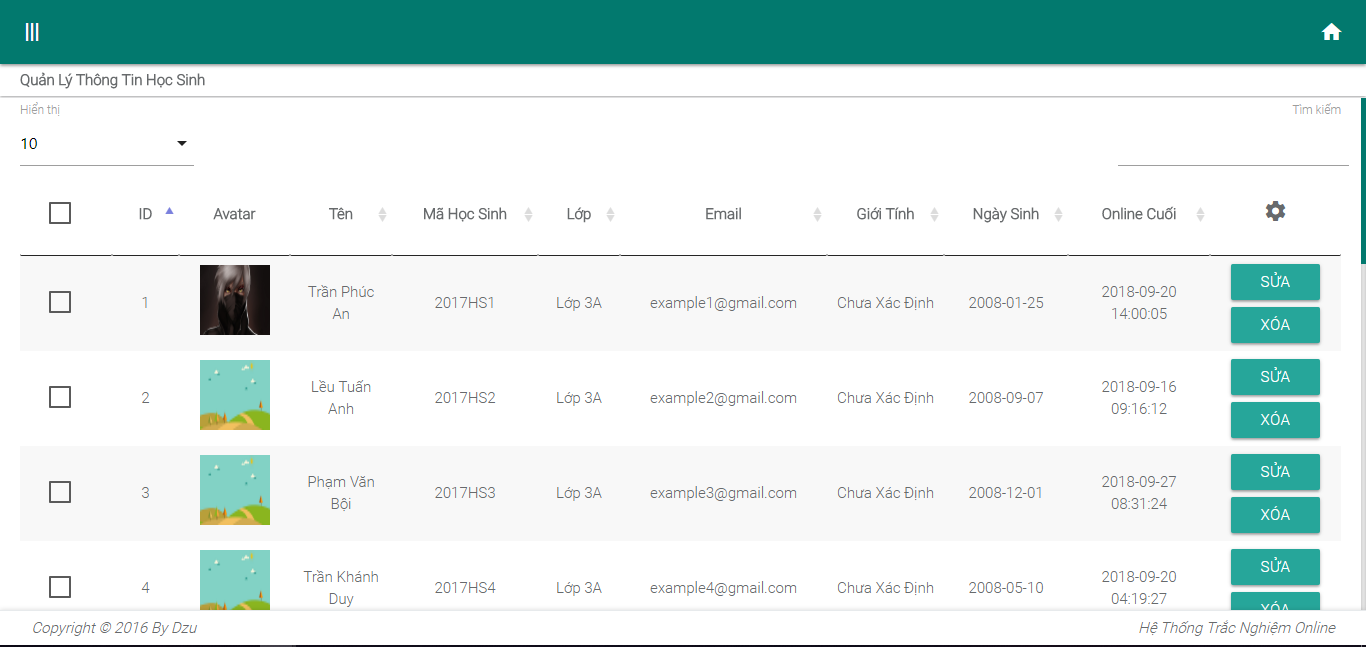 Quản Lý Thông Tin Học Sinh
Hiển thị
Tìm kiếm
10
ID Avatar Tên Mã Học Sinh Lớp Email Giới Tính Ngày Sinh Online Cuối
1 Trần Phúc An 2017HS1 Lớp 3A example1@gmail.com Chưa Xác Định 2008-01-25 2018-09-20 14:00:05 SỬA
XÓA
2 Lều Tuấn Anh 2017HS2 Lớp 3A example2@gmail.com Chưa Xác Định 2008-09-07 2018-09-16 09:16:12 SỬA
XÓA
3 Phạm Văn Bội 2017HS3 Lớp 3A example3@gmail.com Chưa Xác Định 2008-12-01 2018-09-27 08:31:24 SỬA
XÓA
4 Trần Khánh Duy 2017HS4 Lớp 3A example4@gmail.com Chưa Xác Định 2008-05-10 2018-09-20 04:19:27 SỬA
XÓA
Copyright © 2016 By Dzu
Hệ Thống Trắc Nghiệm Online